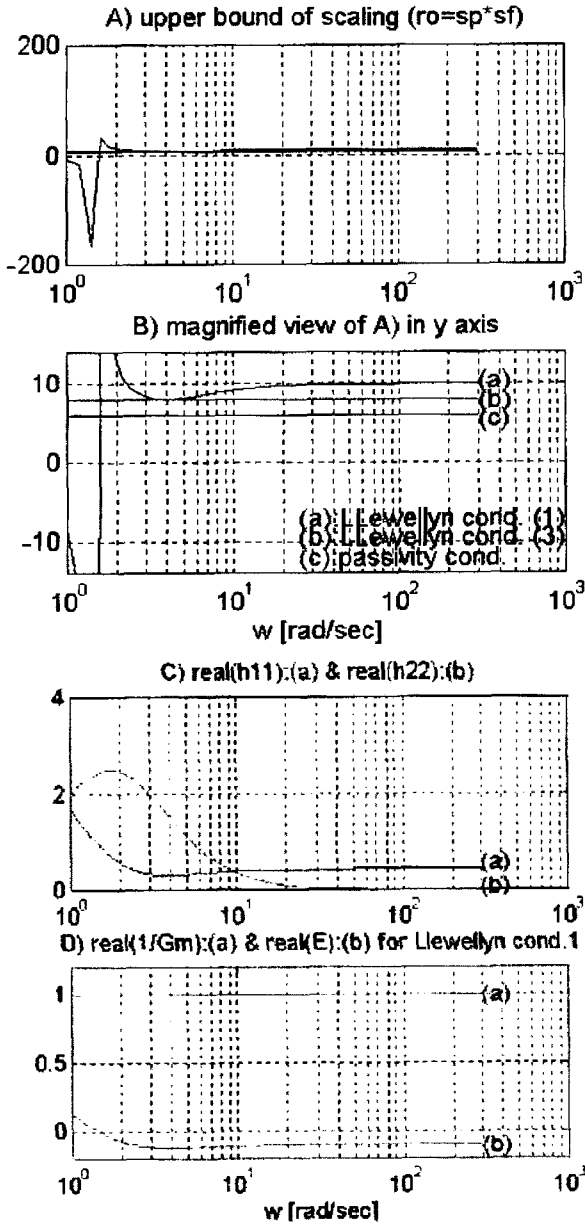 A) upper bound of scaling (ro=sp*sf)
200
0
-200
10^0 10^1 10^2 10^3
B) magnified view of A) in y axis
10
0
-10
(a)
(b)
(c)
(a):LLewellyn cond. (1)
(b):LLewellyn cond. (3)
(c):passivity cond.
10^0 10^1 10^2 10^3
w [rad/sec]
C) real(h11):(a) & real(h22):(b)
4
2
0
(a)
(b)
10^0 10^1 10^2 10^3
D) real(1/Gm):(a) & real(E):(b) for Llewellyn cond.1
1
0.5
0
(a)
(b)
10^0 10^1 10^2 10^3
w [rad/sec]